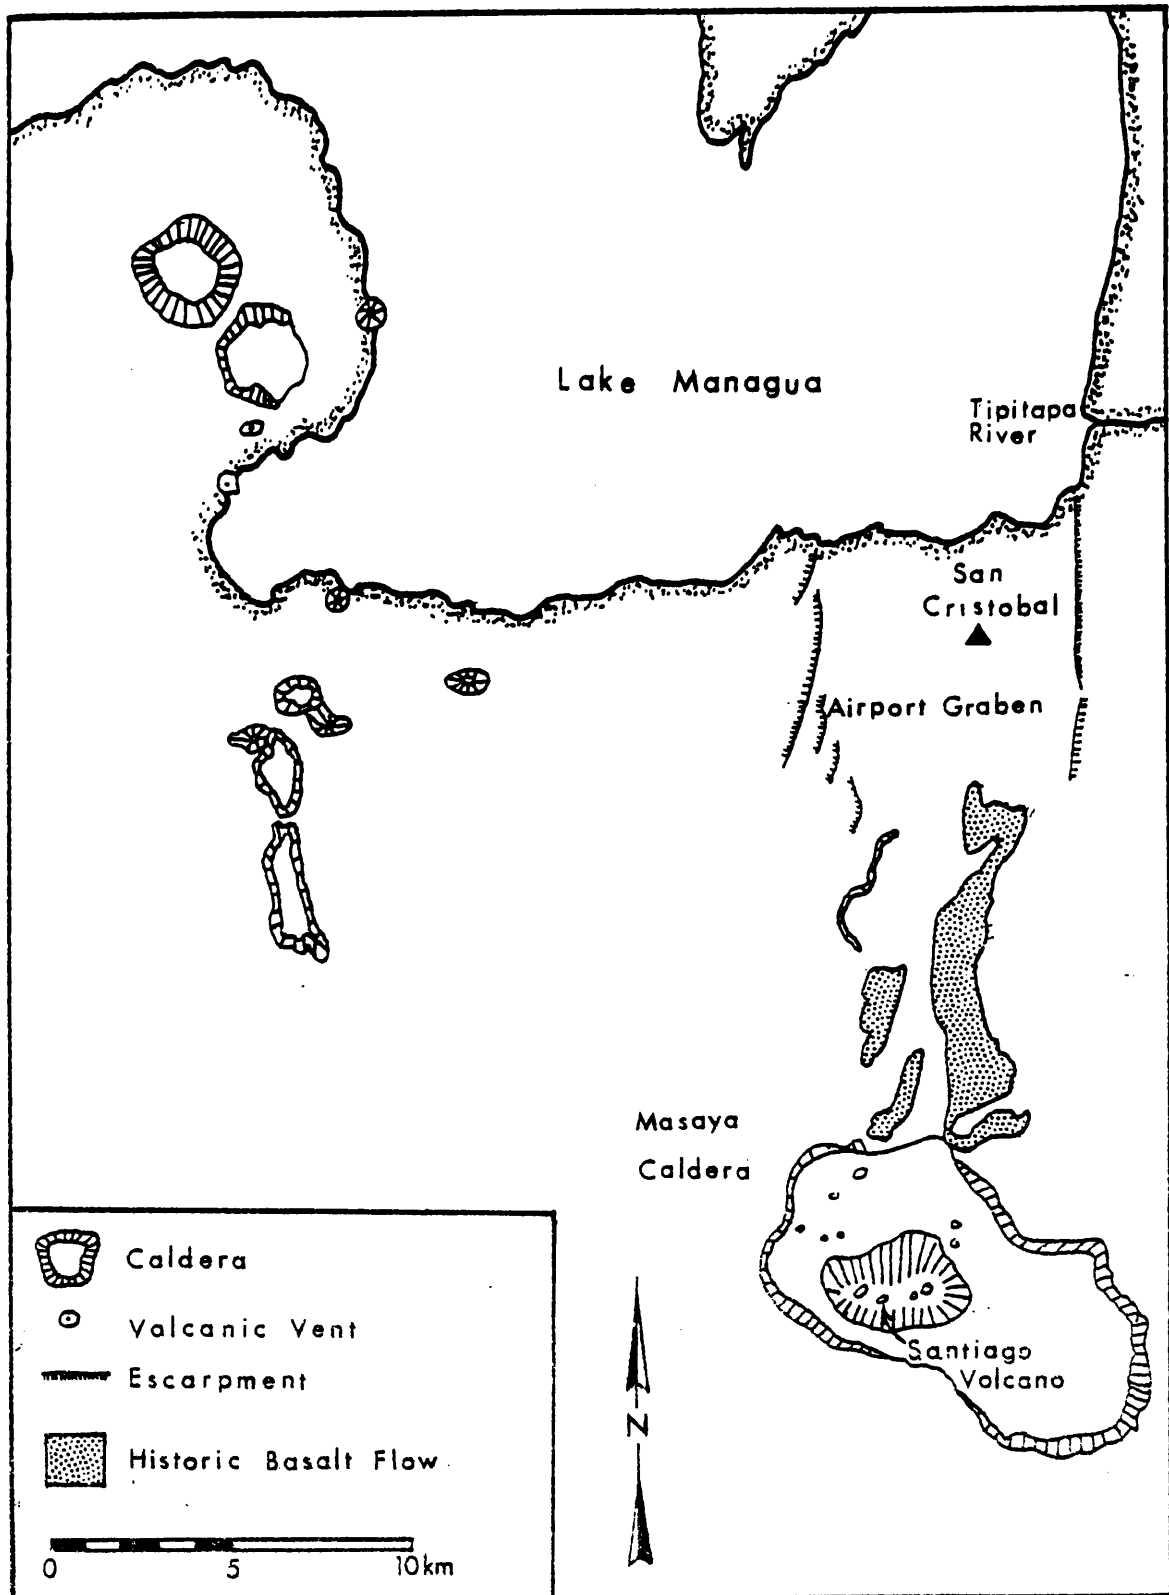 Lake Managua
Tipitapa
River
San
Cristobal
Airport Graben
Masaya
Caldera
Santiago
Volcano
Caldera
Valcanic Vent
Escarpment
Historic Basalt Flow
0 5 10km
N